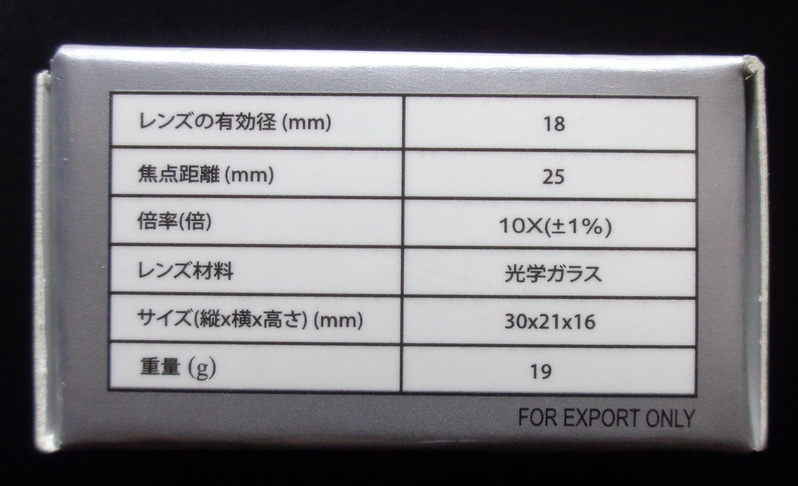 レンズの有効径 (mm) 18
焦点距離 (mm) 25
倍率(倍) 10X(±1%)
レンズ材料 光学ガラス
サイズ(縦x横x高さ) (mm) 30x21x16
重量 (g) 19
FOR EXPORT ONLY